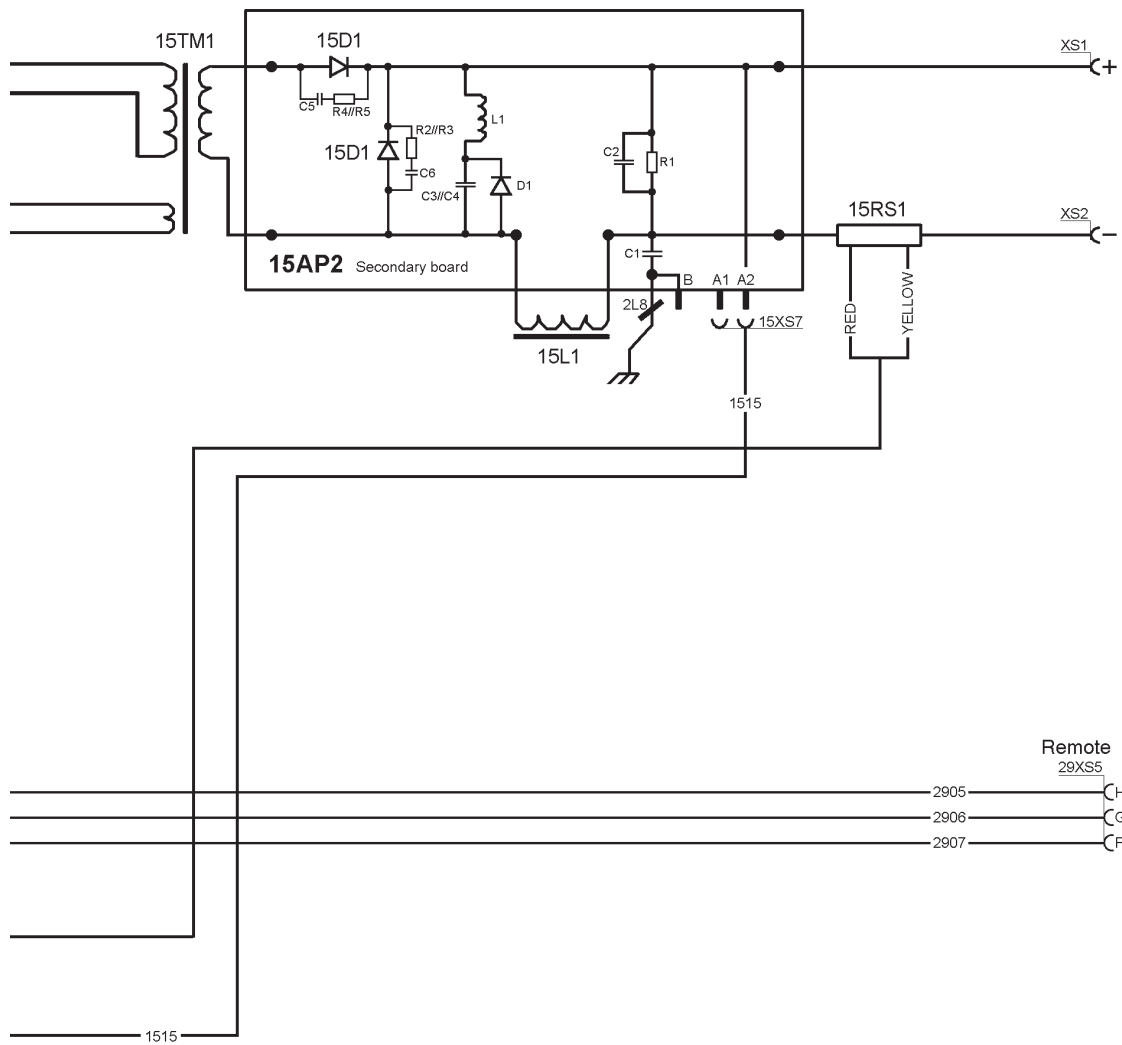 15TM1
15D1
XS1
+
C5
R4//R5
L1
R2//R3
15D1
C6
C3//C4
D1
C2
R1
15RS1
XS2
−
15AP2 Secondary board
C1
B
A1
A2
2L8
15XS7
RED
YELLOW
15L1
1515
Remote
29XS5
2905
H
2906
G
2907
F
1515